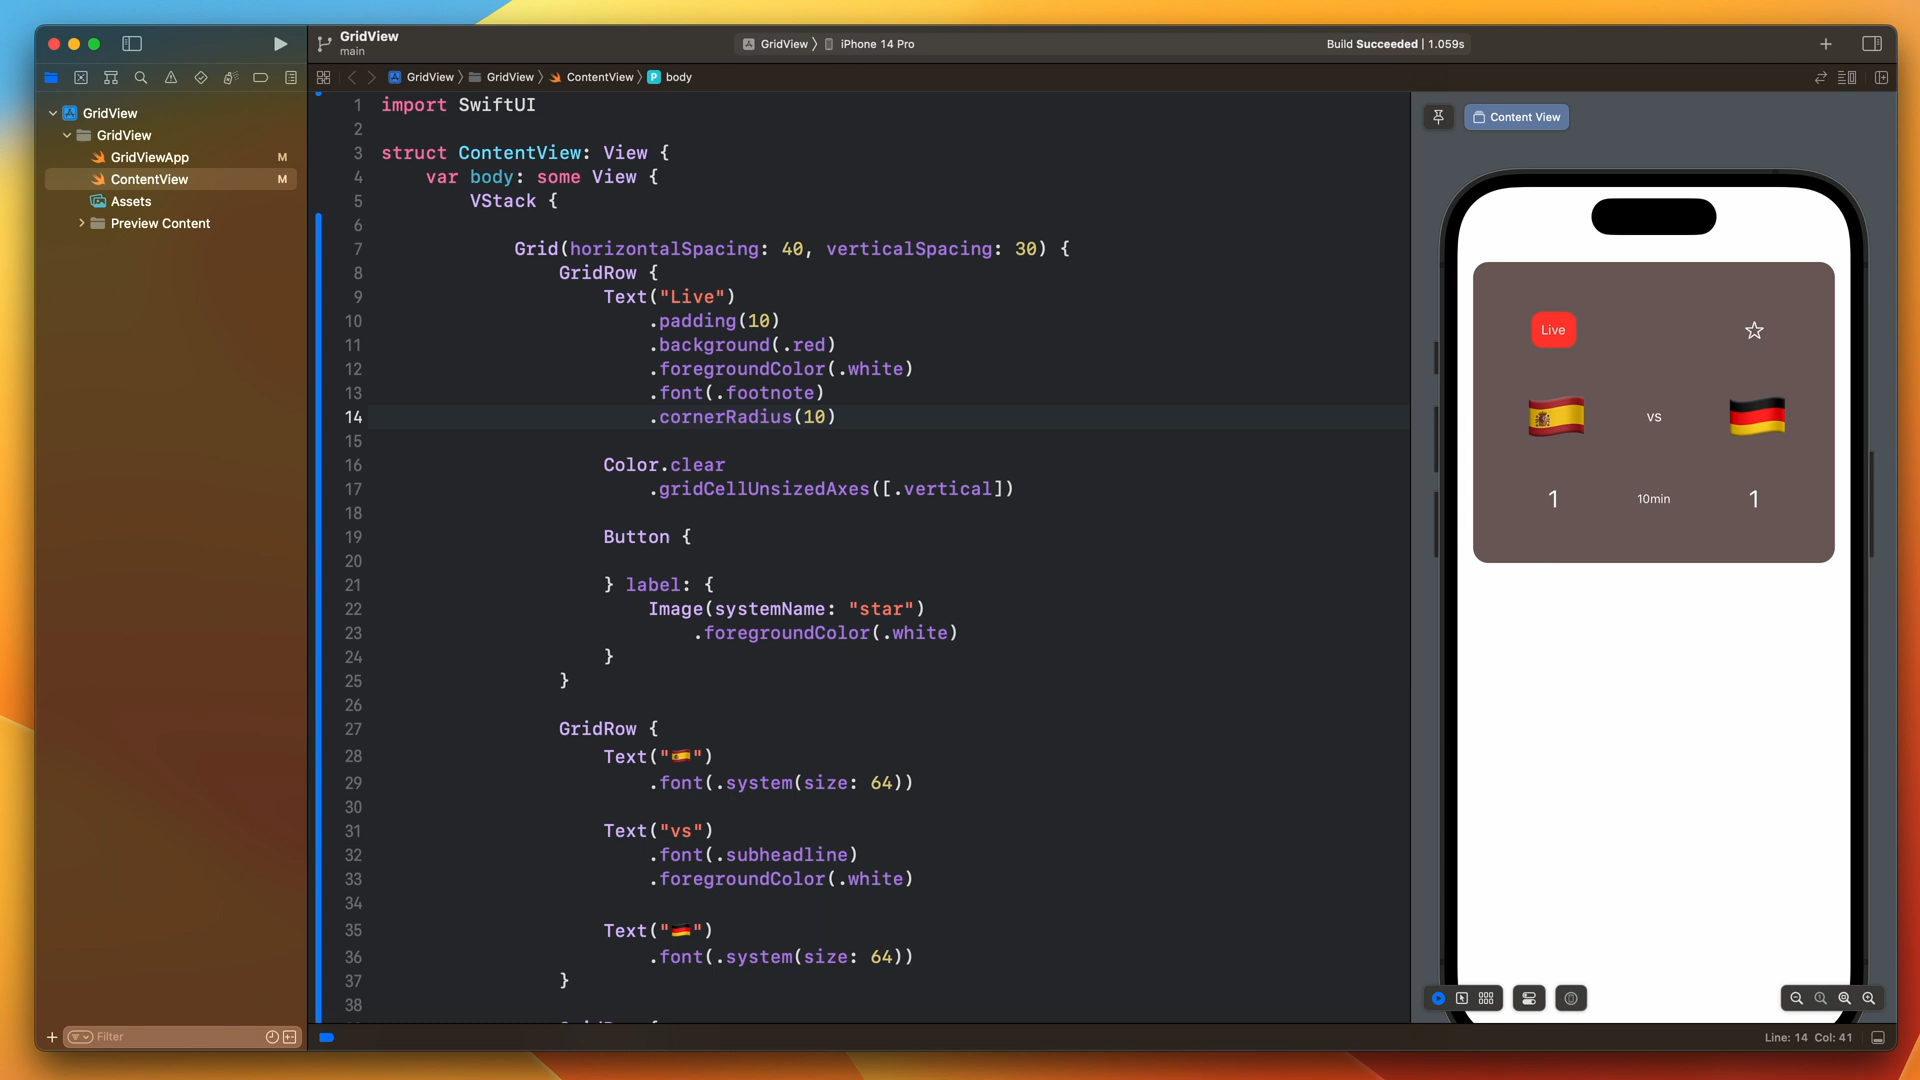 GridView
main
GridView 〉 iPhone 14 Pro
Build Succeeded | 1.059s
GridView 〉 GridView 〉 ContentView 〉 P body
GridView
GridView
GridViewApp M
ContentView M
Assets
Preview Content
1 import SwiftUI
2
3 struct ContentView: View {
4 var body: some View {
5 VStack {
6
7 Grid(horizontalSpacing: 40, verticalSpacing: 30) {
8 GridRow {
9 Text("Live")
10 .padding(10)
11 .background(.red)
12 .foregroundColor(.white)
13 .font(.footnote)
14 .cornerRadius(10)
15
16 Color.clear
17 .gridCellUnsizedAxes([.vertical])
18
19 Button {
20
21 } label: {
22 Image(systemName: "star")
23 .foregroundColor(.white)
24 }
25 }
26
27 GridRow {
28 Text("🇪🇸")
29 .font(.system(size: 64))
30
31 Text("vs")
32 .font(.subheadline)
33 .foregroundColor(.white)
34
35 Text("🇩🇪")
36 .font(.system(size: 64))
37 }
38
Content View
Live
vs
1 10min 1
Filter
Line: 14 Col: 41